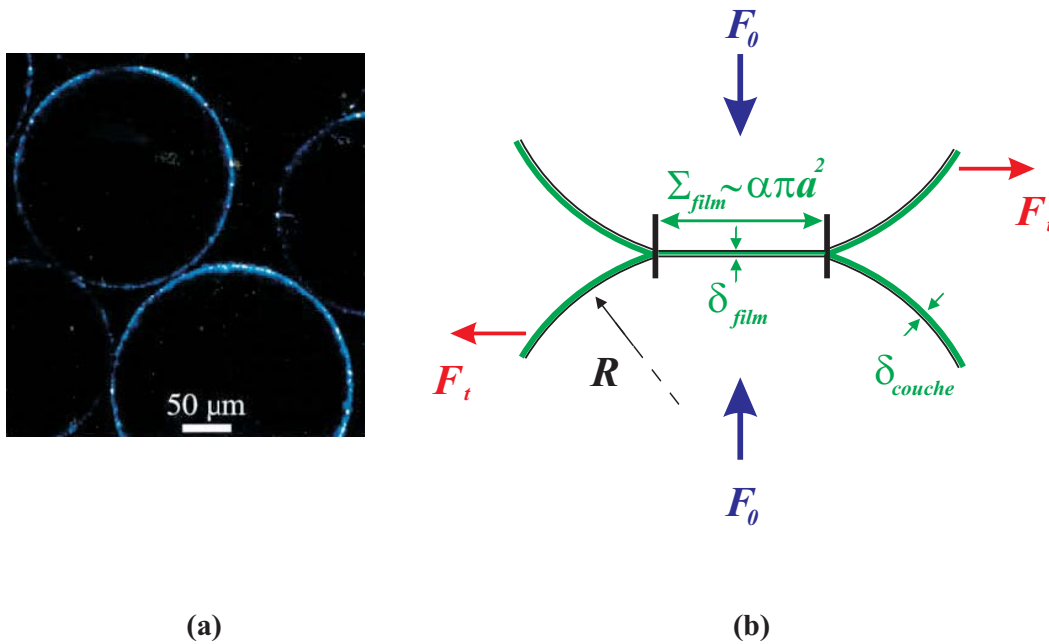 F₀
Σfilm~απa²
Fₜ
δfilm
Fₜ
R
δcouche
50 µm
F₀
(a)
(b)